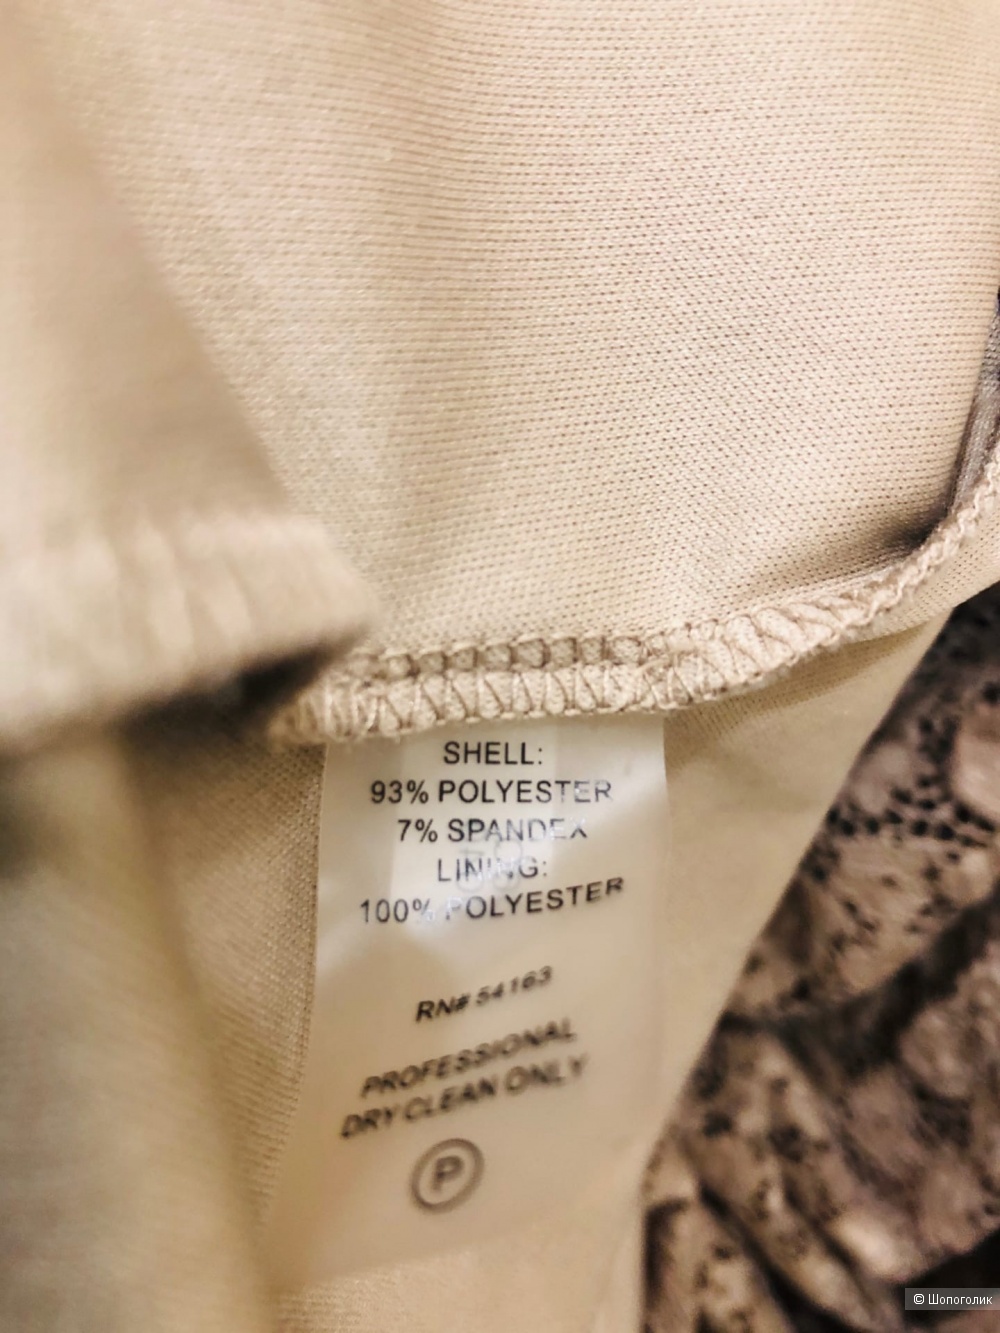 SHELL:
93% POLYESTER
7% SPANDEX
LINING:
100% POLYESTER
RN# 54163
PROFESSIONAL
DRY CLEAN ONLY
P
© Шопоголик